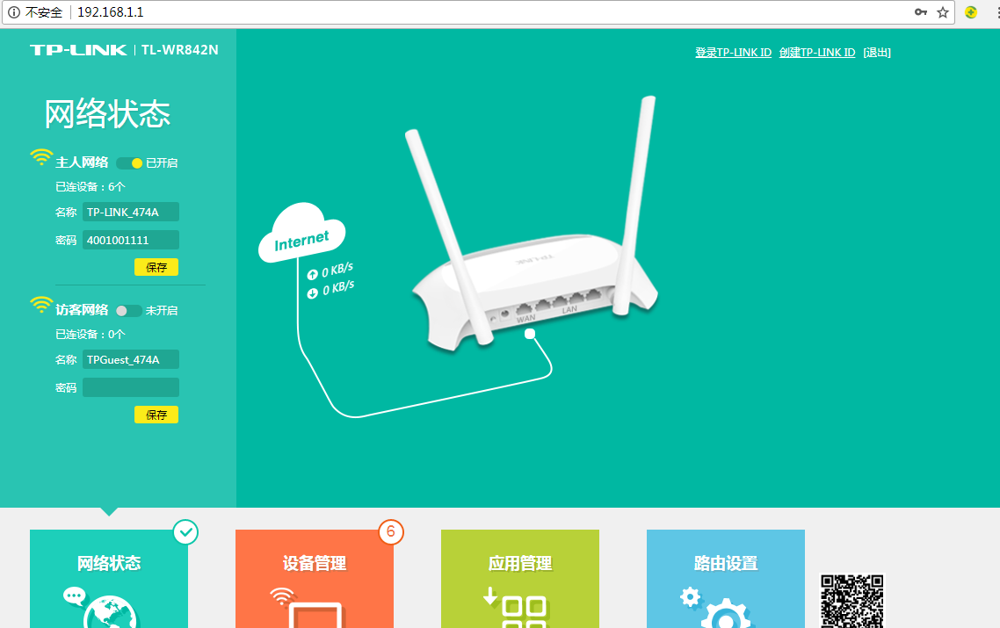 不安全 192.168.1.1
TP-LINK TL-WR842N
登录TP-LINK ID 创建TP-LINK ID [退出]
网络状态
主人网络 已开启
已连设备：6个
名称 TP-LINK_474A
密码 4001001111
保存
访客网络 未开启
已连设备：0个
名称 TPGuest_474A
密码
保存
Internet
0 KB/s
0 KB/s
TP-LINK
WAN LAN
网络状态
设备管理 6
应用管理
路由设置